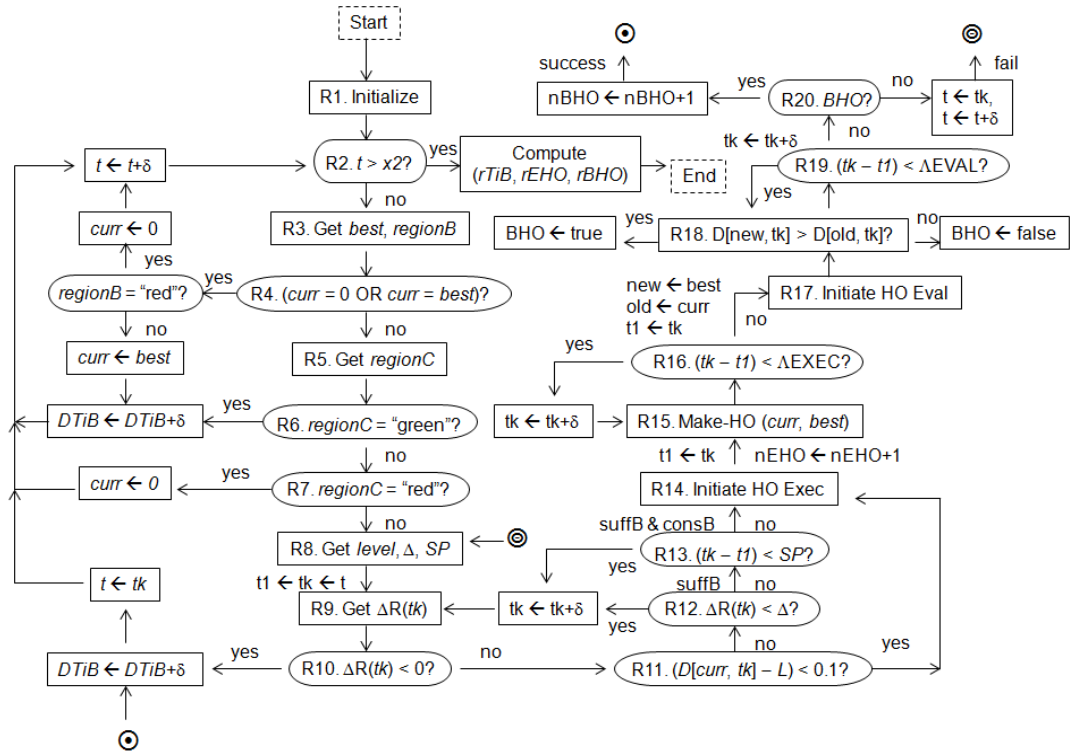 Start
success
fail
R1. Initialize
nBHO ← nBHO+1
yes
R20. BHO?
no
t ← tk,
t ← t+δ
tk ← tk+δ
no
t ← t+δ
R2. t > x2?
yes
Compute
(rTiB, rEHO, rBHO)
End
R19. (tk – t1) < ΛEVAL?
yes
no
curr ← 0
R3. Get best, regionB
BHO ← true
yes
R18. D[new, tk] > D[old, tk]?
no
BHO ← false
yes
regionB = “red”?
yes
R4. (curr = 0 OR curr = best)?
new ← best
old ← curr
t1 ← tk
R17. Initiate HO Eval
no
no
no
curr ← best
R5. Get regionC
yes
R16. (tk – t1) < ΛEXEC?
DTiB ← DTiB+δ
yes
R6. regionC = “green”?
tk ← tk+δ
R15. Make-HO (curr, best)
no
t1 ← tk
nEHO ← nEHO+1
curr ← 0
yes
R7. regionC = “red”?
R14. Initiate HO Exec
no
suffB & consB
no
R8. Get level, Δ, SP
R13. (tk – t1) < SP?
yes
t ← tk
t1 ← tk ← t
suffB
no
R9. Get ΔR(tk)
tk ← tk+δ
R12. ΔR(tk) < Δ?
yes
no
DTiB ← DTiB+δ
yes
R10. ΔR(tk) < 0?
no
R11. (D[curr, tk] – L) < 0.1?
yes